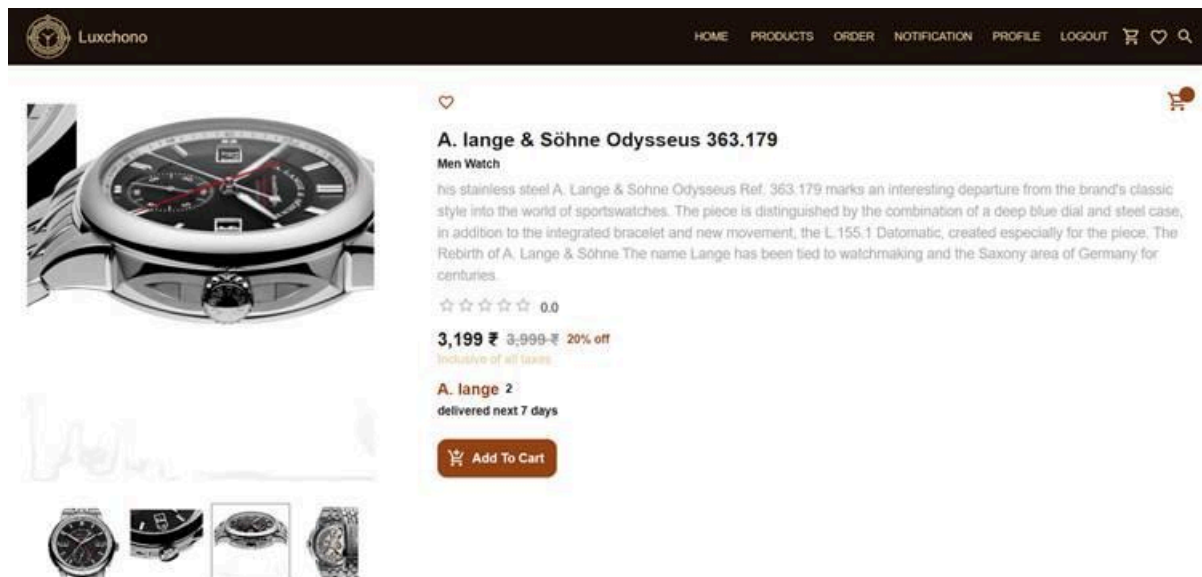 Luxchono
HOME PRODUCTS ORDER NOTIFICATION PROFILE LOGOUT
A. lange & Söhne Odysseus 363.179
Men Watch
his stainless steel A. Lange & Sohne Odysseus Ref. 363.179 marks an interesting departure from the brand's classic
style into the world of sportswatches. The piece is distinguished by the combination of a deep blue dial and steel case,
in addition to the integrated bracelet and new movement, the L.155.1 Datomatic, created especially for the piece. The
Rebirth of A. Lange & Söhne The name Lange has been tied to watchmaking and the Saxony area of Germany for
centuries.
0.0
3,199 ₹ 3,999 ₹ 20% off
Inclusive of all taxes
A. lange 2
delivered next 7 days
Add To Cart